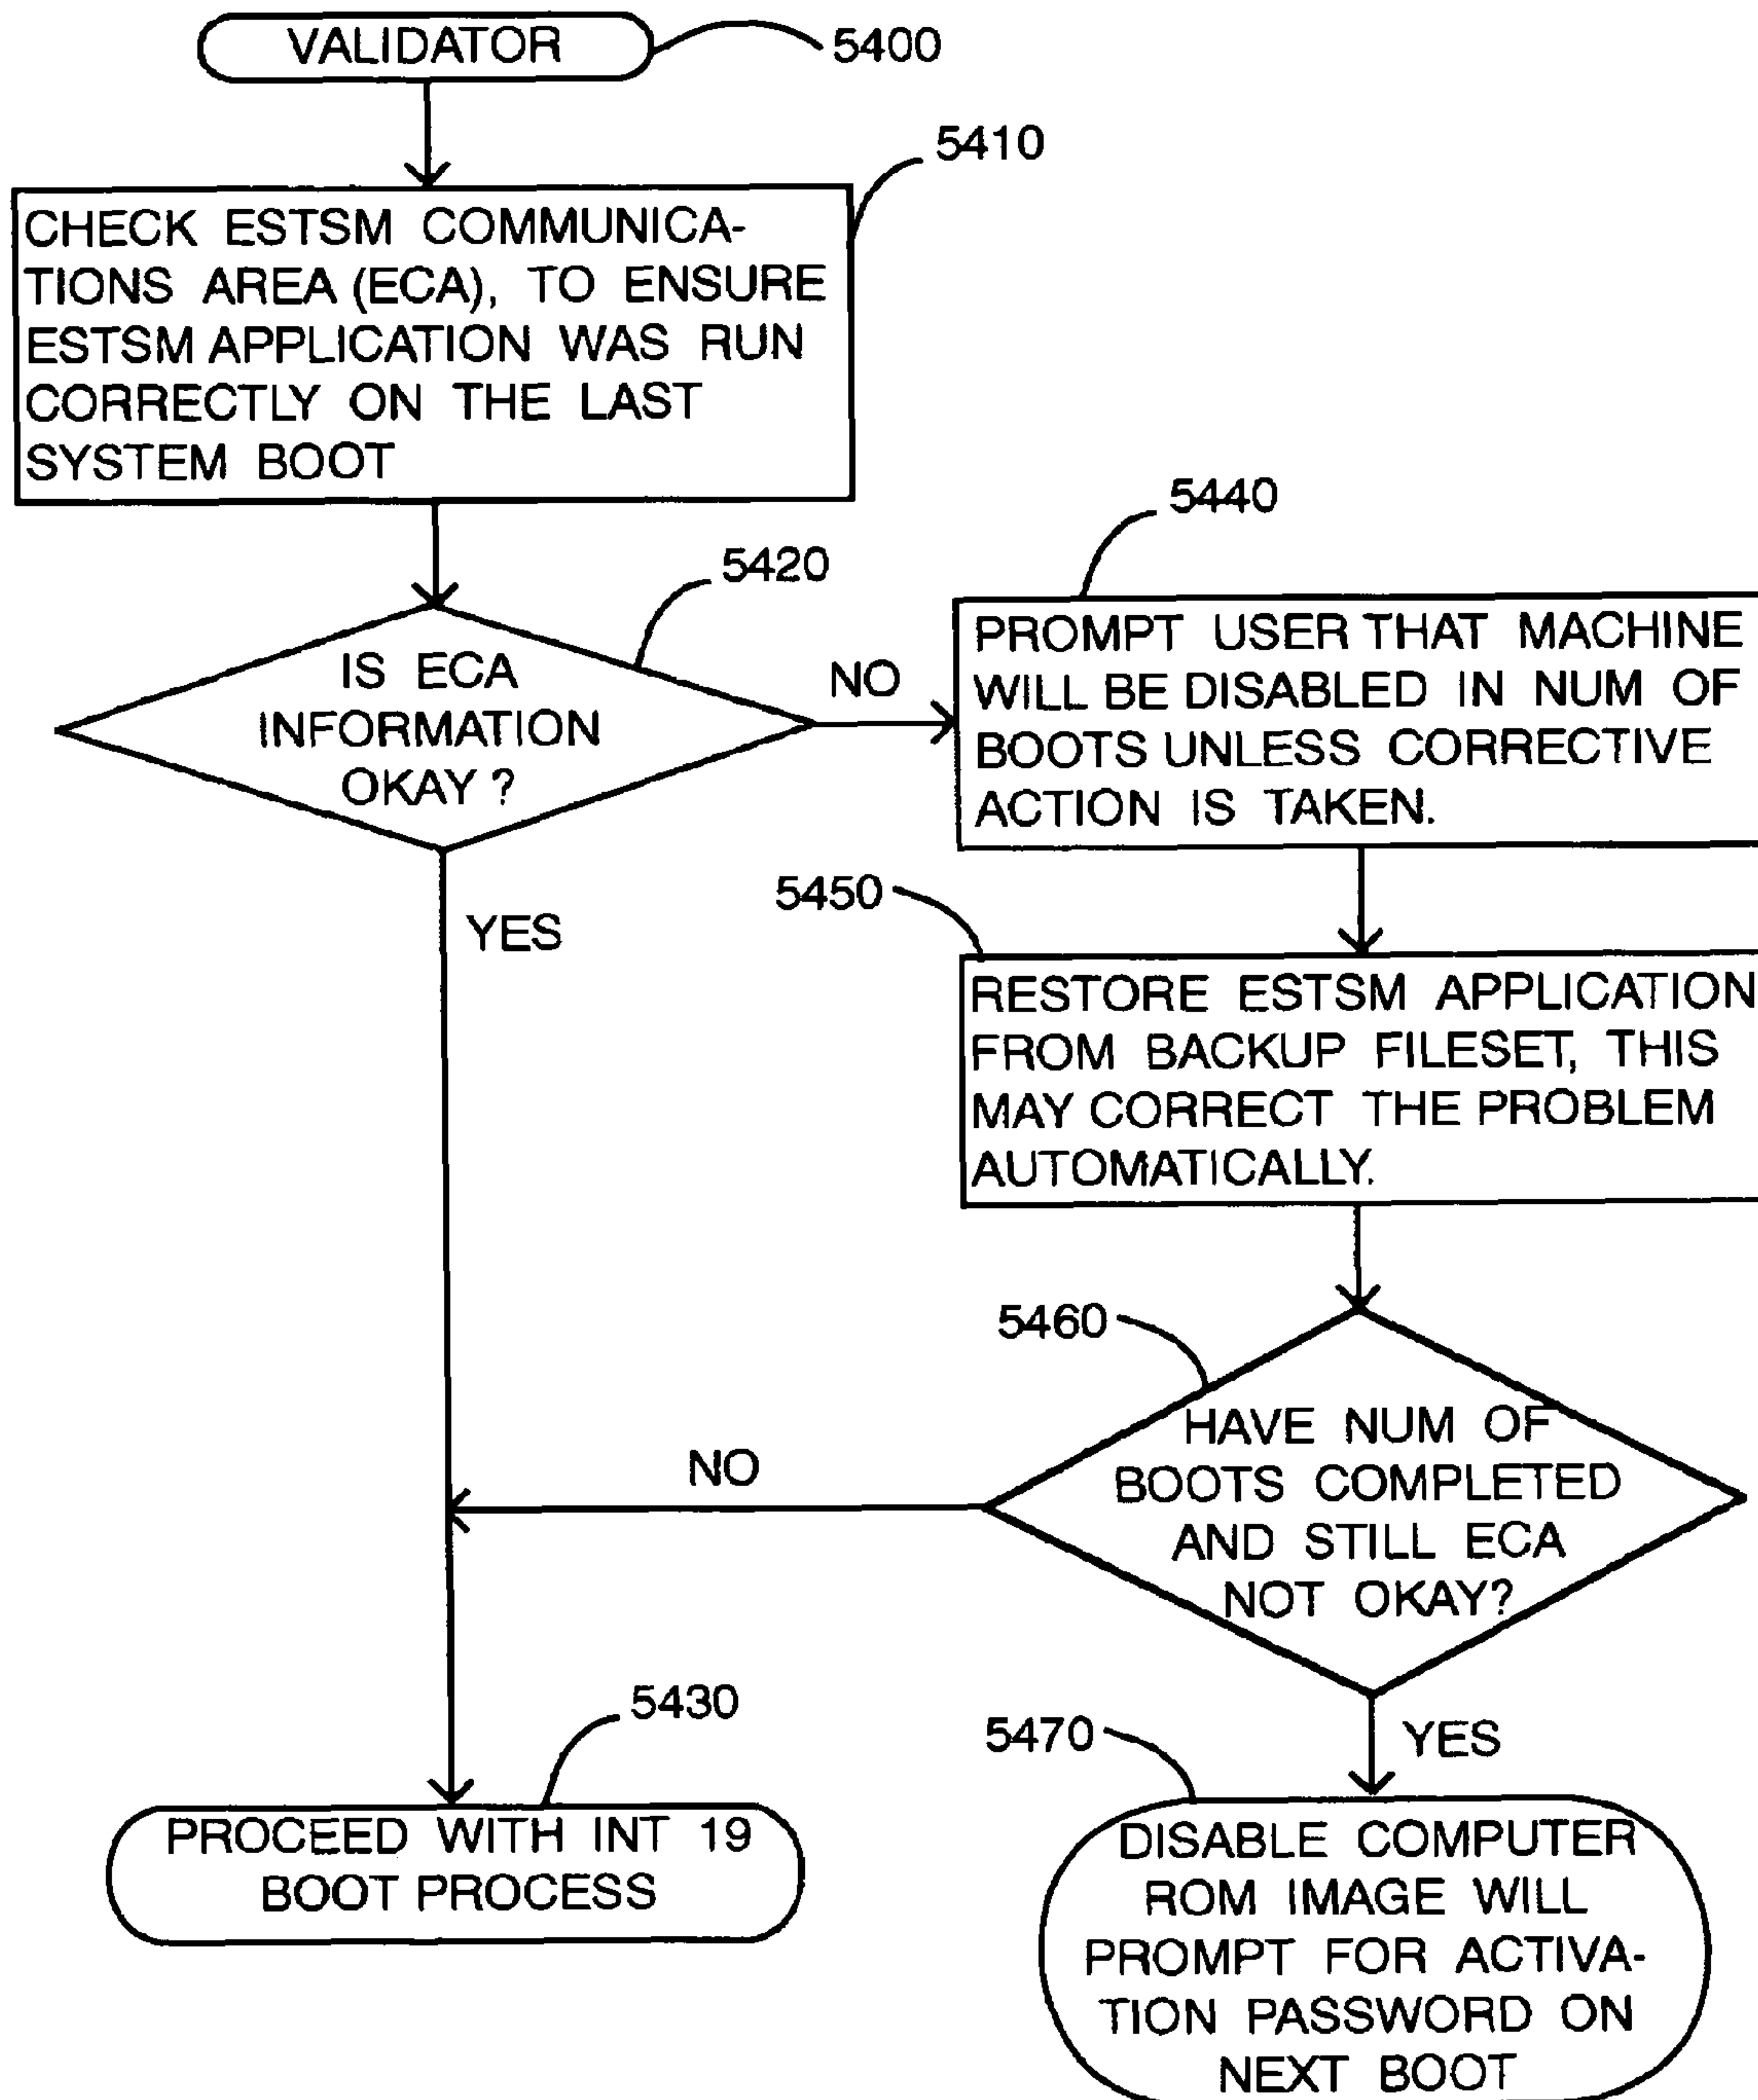 VALIDATOR
5400
5410
CHECK ESTSM COMMUNICA-
TIONS AREA (ECA), TO ENSURE
ESTSM APPLICATION WAS RUN
CORRECTLY ON THE LAST
SYSTEM BOOT
5420
IS ECA
INFORMATION
OKAY?
NO
YES
5440
PROMPT USER THAT MACHINE
WILL BE DISABLED IN NUM OF
BOOTS UNLESS CORRECTIVE
ACTION IS TAKEN.
5450
RESTORE ESTSM APPLICATION
FROM BACKUP FILESET, THIS
MAY CORRECT THE PROBLEM
AUTOMATICALLY.
5460
HAVE NUM OF
BOOTS COMPLETED
AND STILL ECA
NOT OKAY?
NO
YES
5430
PROCEED WITH INT 19
BOOT PROCESS
5470
DISABLE COMPUTER
ROM IMAGE WILL
PROMPT FOR ACTIVA-
TION PASSWORD ON
NEXT BOOT